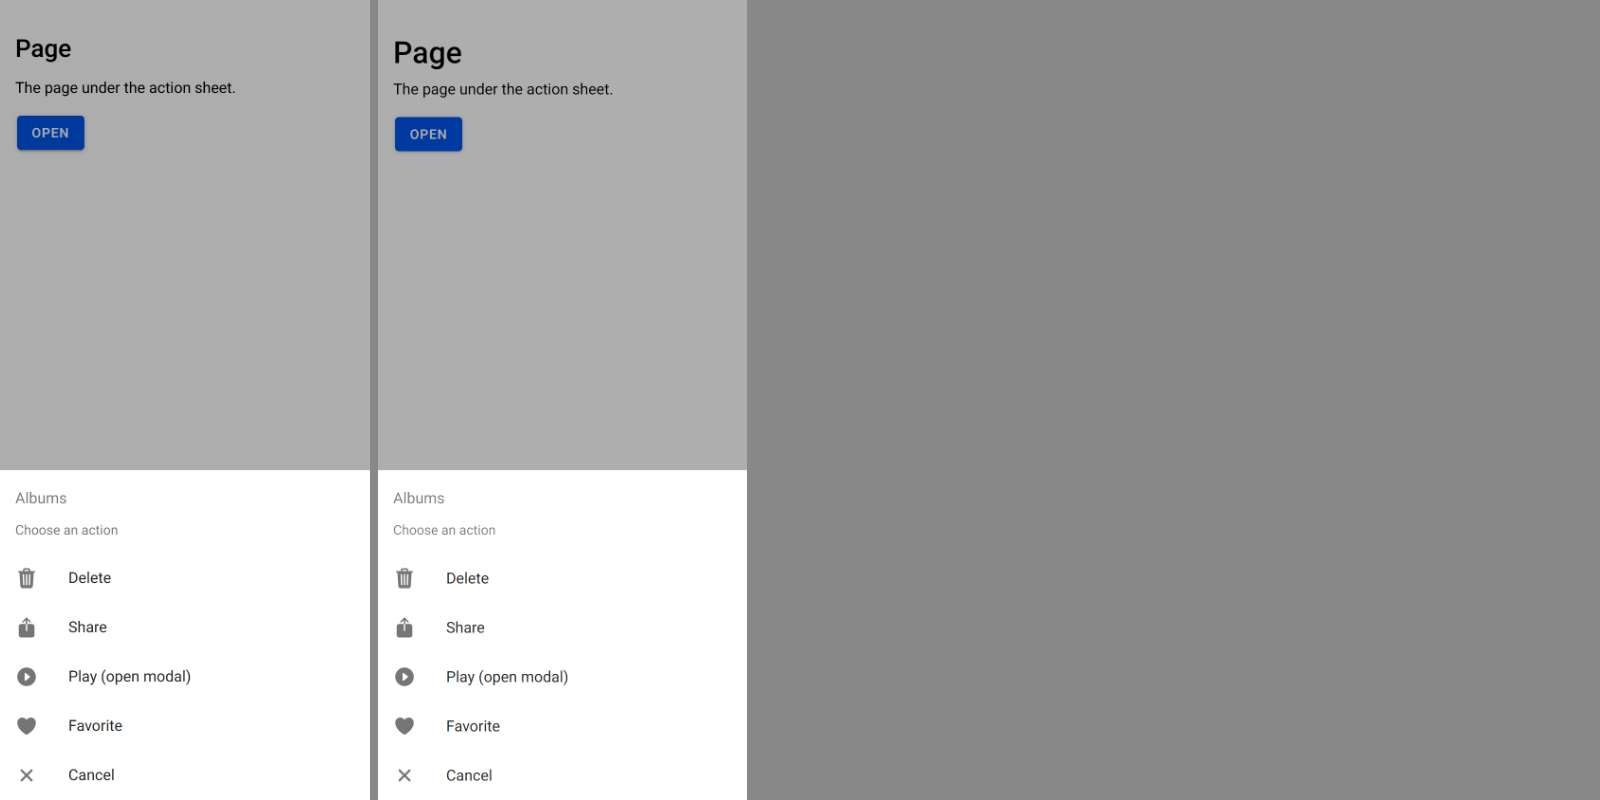 Page
The page under the action sheet.
OPEN
Albums
Choose an action
Delete
Share
Play (open modal)
Favorite
Cancel
Page
The page under the action sheet.
OPEN
Albums
Choose an action
Delete
Share
Play (open modal)
Favorite
Cancel